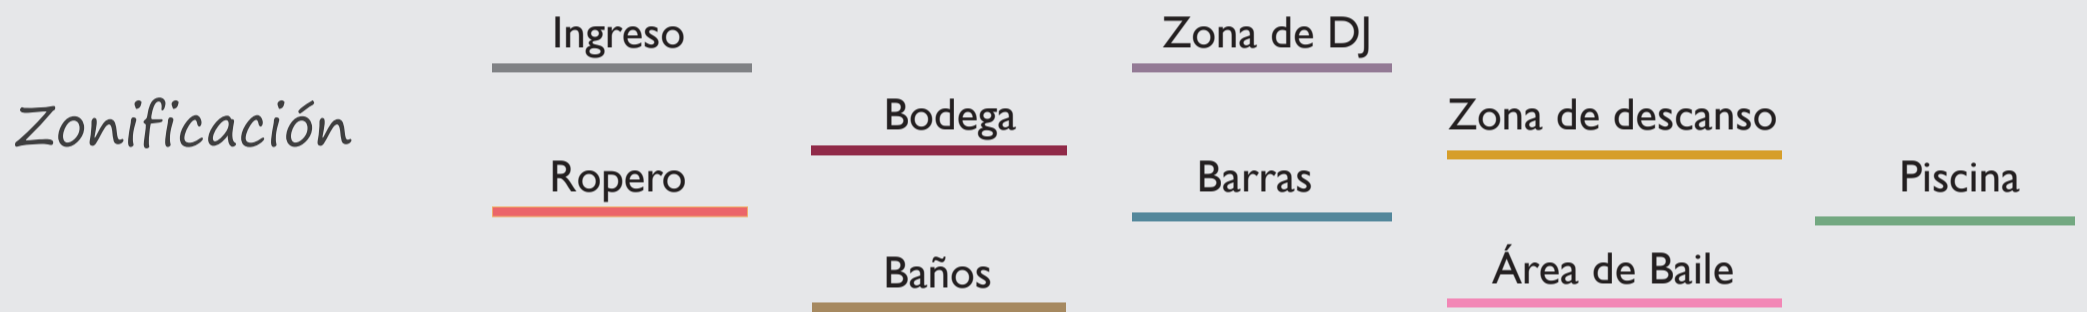 Zonificación
Ingreso
Ropero
Bodega
Baños
Zona de DJ
Barras
Zona de descanso
Área de Baile
Piscina